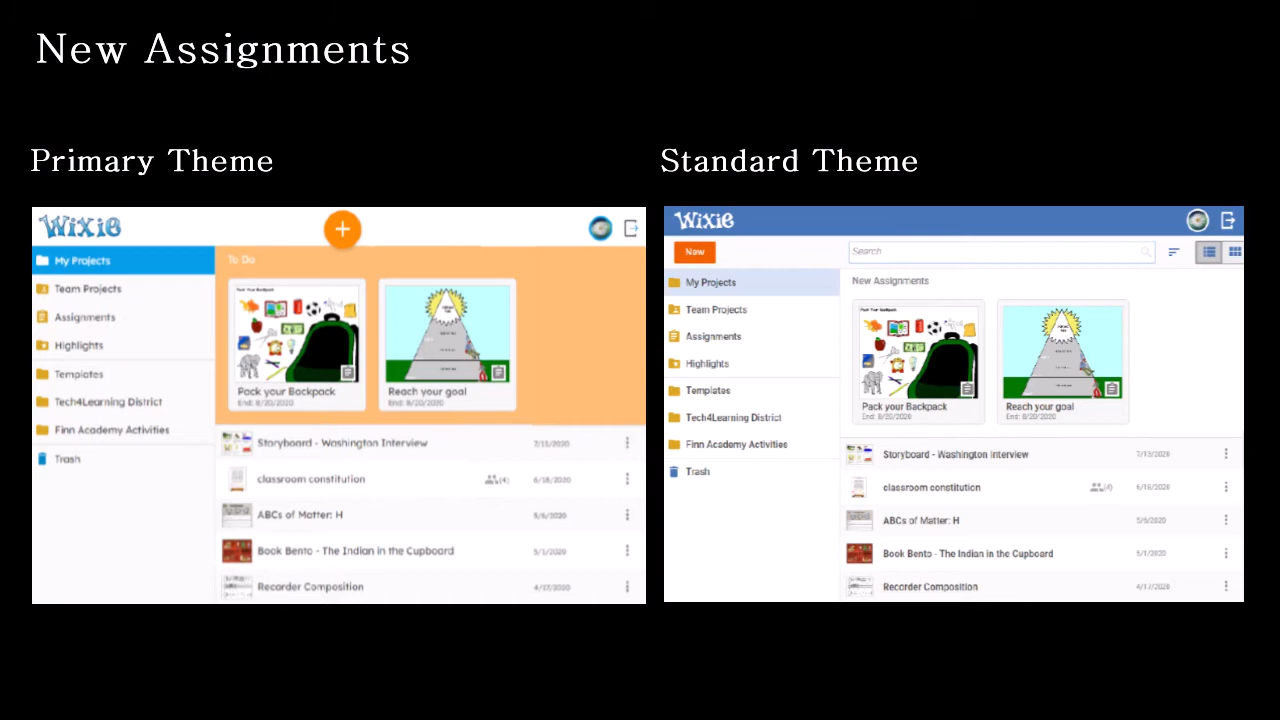 New Assignments
Primary Theme
Wixie
+
My Projects
Team Projects
Assignments
Highlights
Templates
Tech4Learning District
Finn Academy Activities
Trash
To Do
Pack your Backpack
End: 8/20/2020
Reach your goal
End: 8/20/2020
Storyboard - Washington Interview 7/13/2020
classroom constitution (4) 6/18/2020
ABCs of Matter: H 5/6/2020
Book Bento - The Indian in the Cupboard 5/1/2020
Recorder Composition 4/17/2020
Standard Theme
Wixie
New
Search
My Projects
Team Projects
Assignments
Highlights
Templates
Tech4Learning District
Finn Academy Activities
Trash
New Assignments
Pack your Backpack
End: 8/20/2020
Reach your goal
End: 8/20/2020
Storyboard - Washington Interview 7/13/2020
classroom constitution (4) 6/18/2020
ABCs of Matter: H 5/6/2020
Book Bento - The Indian in the Cupboard 5/1/2020
Recorder Composition 4/17/2020